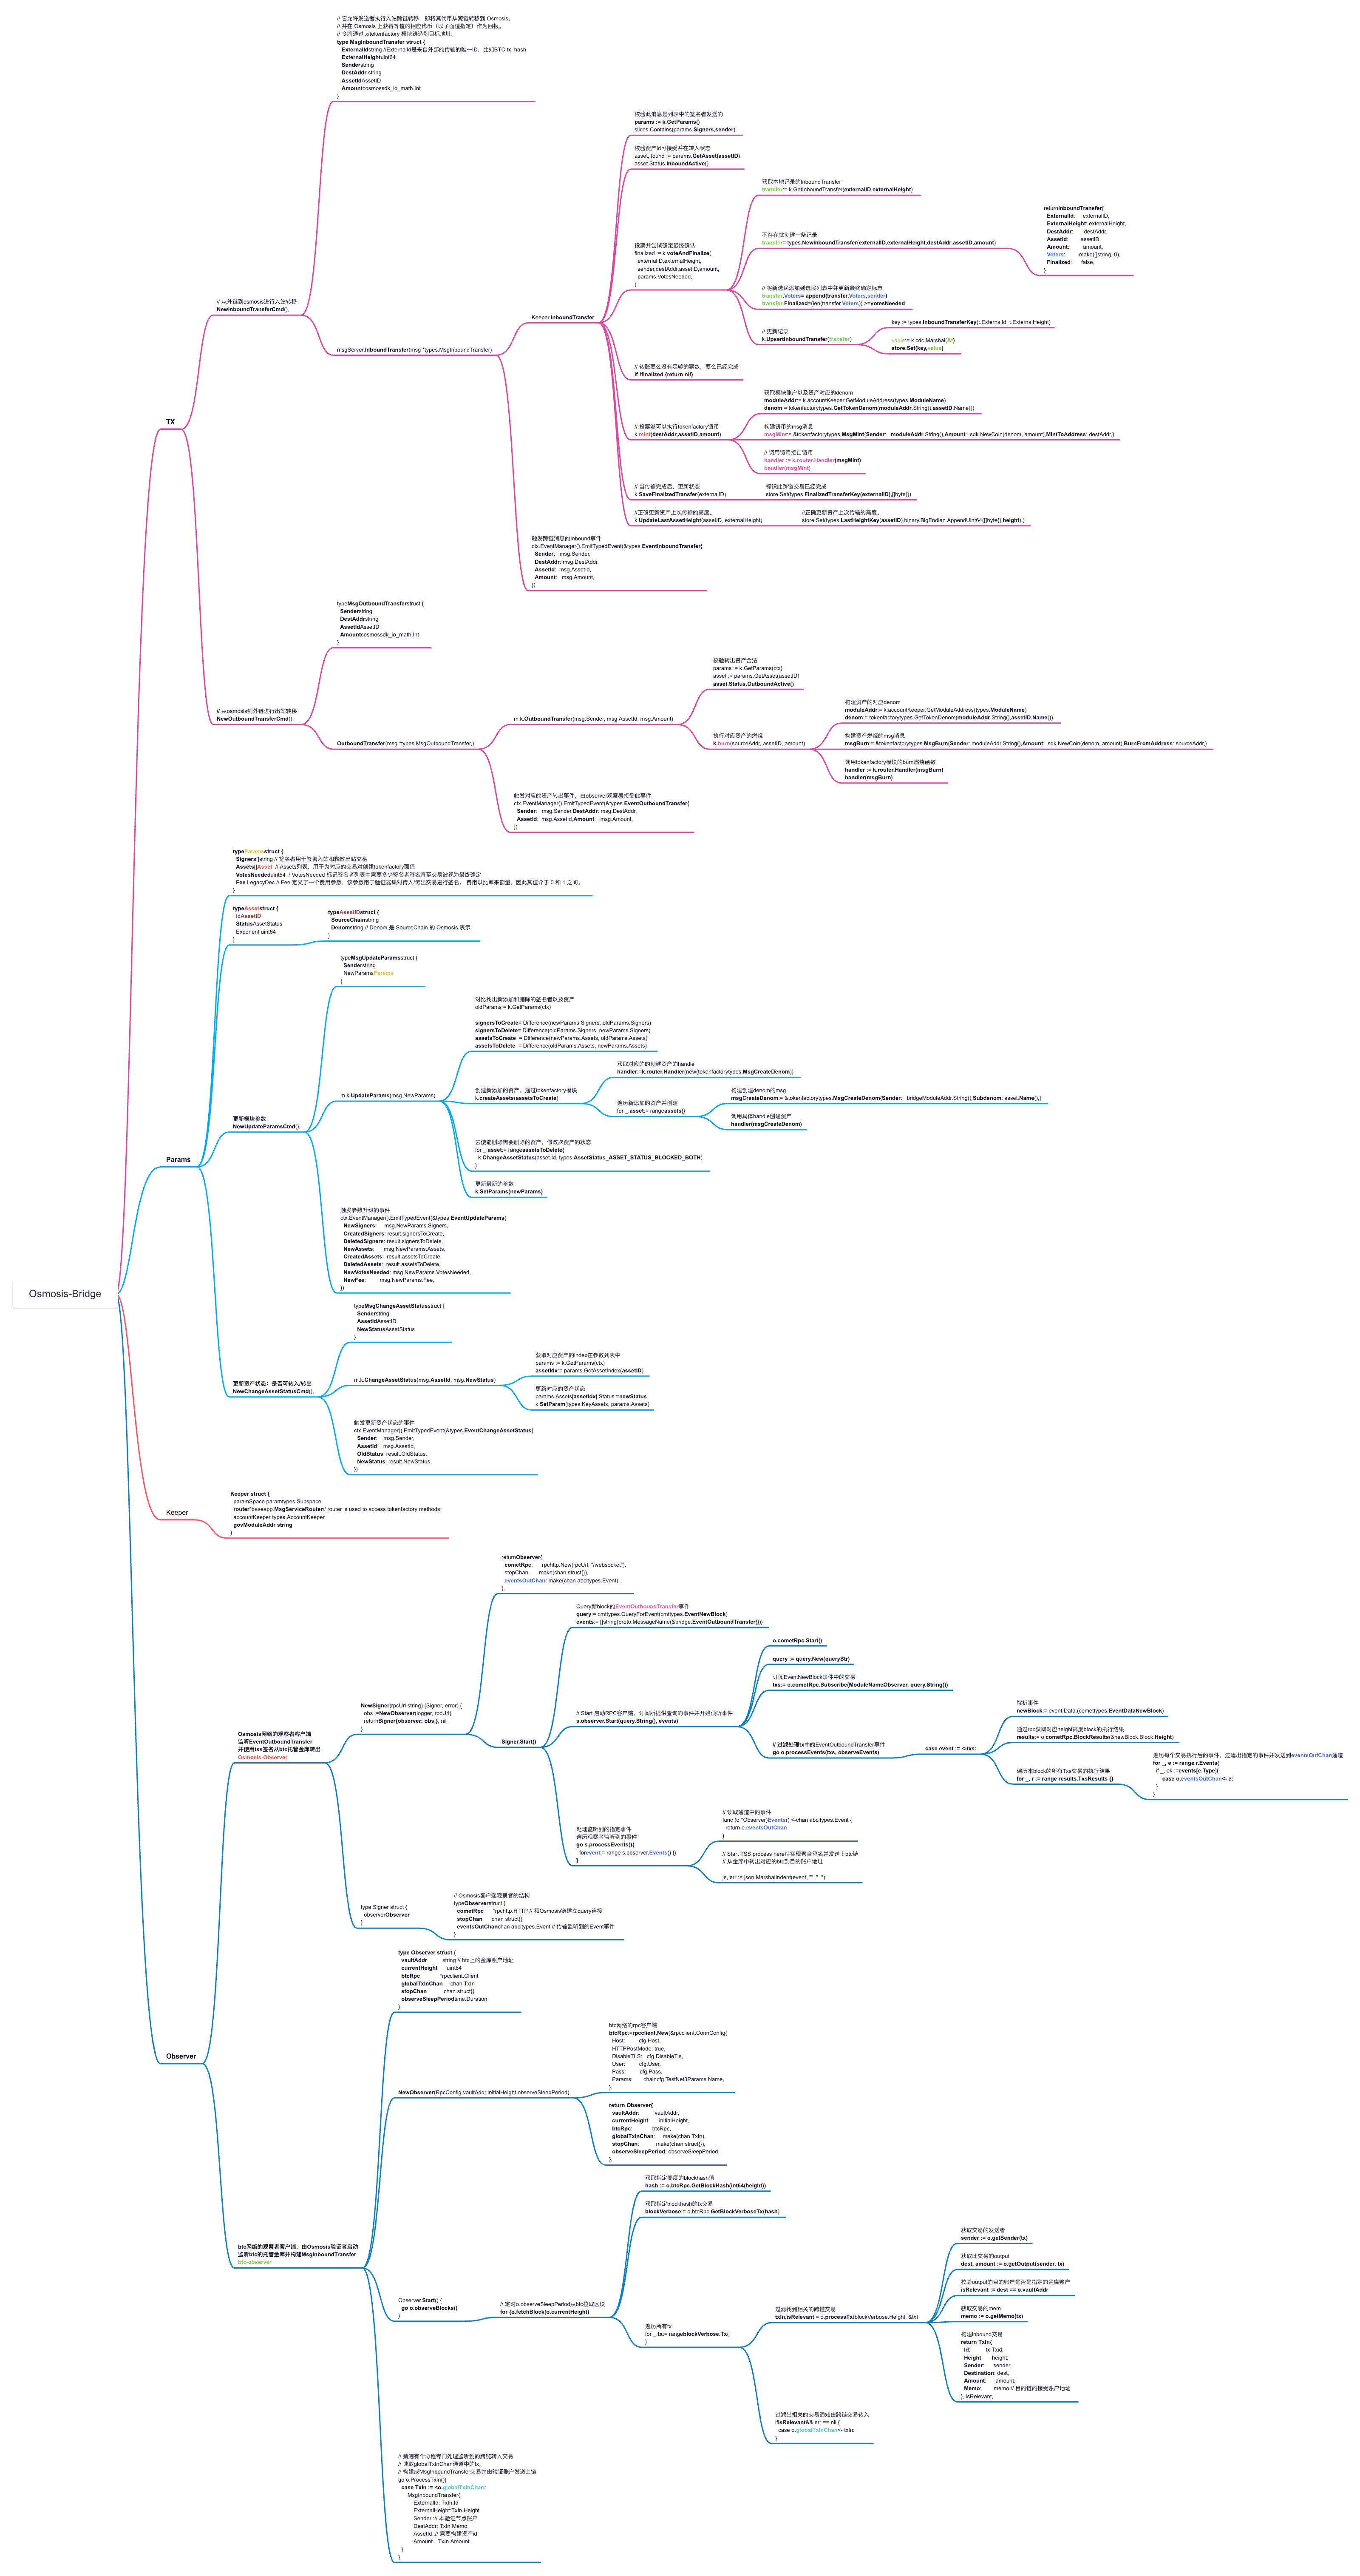 Osmosis-Bridge
TX
// 从外链到osmosis进行入站转移
NewInboundTransferCmd(),
// 它允许发送者执行入站跨链转移。即将其代币从源链转移到 Osmosis，
// 并在 Osmosis 上获得等值的相应代币（以子面值指定）作为回报。
// 令牌通过 x/tokenfactory 模块铸造到目标地址。
type MsgInboundTransfer struct {
ExternalIdstring //ExternalId是来自外部的传输的唯一ID，比如BTC tx hash
ExternalHeightuint64
Senderstring
DestAddr string
AssetIdAssetID
Amountcosmossdk_io_math.Int
}
msgServer.InboundTransfer(msg *types.MsgInboundTransfer)
Keeper.InboundTransfer
校验此消息是列表中的签名者发送的
params := k.GetParams()
slices.Contains(params.Signers,sender)
校验资产id可接受并在转入状态
asset, found := params.GetAsset(assetID)
asset.Status.InboundActive()
投票并尝试确定最终确认
finalized := k.voteAndFinalize(
externalID,externalHeight,
sender,destAddr,assetID,amount,
params.VotesNeeded,
)
获取本地记录的InboundTransfer
transfer:= k.GetInboundTransfer(externalID,externalHeight)
不存在就创建一条记录
transfer= types.NewInboundTransfer(externalID,externalHeight,destAddr,assetID,amount)
returnInboundTransfer{
ExternalId: externalID,
ExternalHeight: externalHeight,
DestAddr: destAddr,
AssetId: assetID,
Amount: amount,
Voters: make([]string, 0),
Finalized: false,
}
// 将新选民添加到选民列表中并更新最终确定标志
transfer.Voters= append(transfer.Voters,sender)
transfer.Finalized=(len(transfer.Voters)) >=votesNeeded
// 更新记录
k.UpsertInboundTransfer(transfer)
key := types.InboundTransferKey(t.ExternalId, t.ExternalHeight)
value:= k.cdc.Marshal(&t)
store.Set(key,value)
// 转账要么没有足够的票数，要么已经完成
if !finalized {return nil}
// 投票够可以执行tokenfactory铸币
k.mint(destAddr,assetID,amount)
获取模块账户以及资产对应的denom
moduleAddr:= k.accountKeeper.GetModuleAddress(types.ModuleName)
denom:= tokenfactorytypes.GetTokenDenom(moduleAddr.String(),assetID.Name())
构建铸币的msg消息
msgMint:= &tokenfactorytypes.MsgMint{Sender: moduleAddr.String(),Amount: sdk.NewCoin(denom, amount),MintToAddress: destAddr,}
// 调用铸币接口铸币
handler := k.router.Handler(msgMint)
handler(msgMint)
// 当传输完成后，更新状态
k.SaveFinalizedTransfer(externalID)
标识此跨链交易已经完成
store.Set(types.FinalizedTransferKey(externalID),[]byte{})
//正确更新资产上次传输的高度。
k.UpdateLastAssetHeight(assetID, externalHeight)
//正确更新资产上次传输的高度。
store.Set(types.LastHeightKey(assetID),binary.BigEndian.AppendUint64([]byte{},height),)
触发跨链消息的Inbound事件
ctx.EventManager().EmitTypedEvent(&types.EventInboundTransfer{
Sender: msg.Sender,
DestAddr: msg.DestAddr,
AssetId: msg.AssetId,
Amount: msg.Amount,
})
// 从osmosis到外链进行出站转移
NewOutboundTransferCmd(),
typeMsgOutboundTransferstruct {
Senderstring
DestAddrstring
AssetIdAssetID
Amountcosmossdk_io_math.Int
}
OutboundTransfer(msg *types.MsgOutboundTransfer,)
m.k.OutboundTransfer(msg.Sender, msg.AssetId, msg.Amount)
校验转出资产合法
params := k.GetParams(ctx)
asset := params.GetAsset(assetID)
asset.Status.OutboundActive()
执行对应资产的燃烧
k.burn(sourceAddr, assetID, amount)
构建资产的对应denom
moduleAddr:= k.accountKeeper.GetModuleAddress(types.ModuleName)
denom:= tokenfactorytypes.GetTokenDenom(moduleAddr.String(),assetID.Name())
构建资产燃烧的msg消息
msgBurn:= &tokenfactorytypes.MsgBurn{Sender: moduleAddr.String(),Amount: sdk.NewCoin(denom, amount),BurnFromAddress: sourceAddr,}
调用tokenfactory模块的burn燃烧函数
handler := k.router.Handler(msgBurn)
handler(msgBurn)
触发对应的资产转出事件，由observer观察着接受此事件
ctx.EventManager().EmitTypedEvent(&types.EventOutboundTransfer{
Sender: msg.Sender,DestAddr: msg.DestAddr,
AssetId: msg.AssetId,Amount: msg.Amount,
})
Params
typeParamsstruct {
Signers[]string // 签名者用于签署入站和释放出站交易
Assets[]Asset // Assets列表，用于为对应的交易对创建tokenfactory面值
VotesNeededuint64 / VotesNeeded 标记签名者列表中需要多少签名者签名直至交易被视为最终确定
Fee LegacyDec // Fee 定义了一个费用参数，该参数用于验证器集对传入/传出交易进行签名。 费用以比率来衡量，因此其值介于 0 和 1 之间。
}
typeAssetstruct {
IdAssetID
StatusAssetStatus
Exponent uint64
}
typeAssetIDstruct {
SourceChainstring
Denomstring // Denom 是 SourceChain 的 Osmosis 表示
}
更新模块参数
NewUpdateParamsCmd(),
typeMsgUpdateParamsstruct {
Senderstring
NewParamsParams
}
m.k.UpdateParams(msg.NewParams)
对比找出新添加和删除的签名者以及资产
oldParams = k.GetParams(ctx)
signersToCreate= Difference(newParams.Signers, oldParams.Signers)
signersToDelete= Difference(oldParams.Signers, newParams.Signers)
assetsToCreate = Difference(newParams.Assets, oldParams.Assets)
assetsToDelete = Difference(oldParams.Assets, newParams.Assets)
创建新添加的资产，通过tokenfactory模块
k.createAssets(assetsToCreate)
获取对应的的创建资产的handle
handler:=k.router.Handler(new(tokenfactorytypes.MsgCreateDenom))
遍历新添加的资产并创建
for _,asset:= rangeassets{}
构建创建denom的msg
msgCreateDenom:= &tokenfactorytypes.MsgCreateDenom{Sender: bridgeModuleAddr.String(),Subdenom: asset.Name(),}
调用具体handle创建资产
handler(msgCreateDenom)
吉使能删除需要删除的资产，修改次资产的状态
for _,asset:= rangeassetsToDelete{
k.ChangeAssetStatus(asset.Id, types.AssetStatus_ASSET_STATUS_BLOCKED_BOTH)
}
更新最新的参数
k.SetParams(newParams)
触发参数升级的事件
ctx.EventManager().EmitTypedEvent(&types.EventUpdateParams{
NewSigners: msg.NewParams.Signers,
CreatedSigners: result.signersToCreate,
DeletedSigners: result.signersToDelete,
NewAssets: msg.NewParams.Assets,
CreatedAssets: result.assetsToCreate,
DeletedAssets: result.assetsToDelete,
NewVotesNeeded: msg.NewParams.VotesNeeded,
NewFee: msg.NewParams.Fee,
})
更新资产状态：是否可转入/转出
NewChangeAssetStatusCmd(),
typeMsgChangeAssetStatusstruct {
Senderstring
AssetIdAssetID
NewStatusAssetStatus
}
m.k.ChangeAssetStatus(msg.AssetId, msg.NewStatus)
获取对应资产的index在参数列表中
params := k.GetParams(ctx)
assetIdx:= params.GetAssetIndex(assetID)
更新对应的资产状态
params.Assets[assetIdx].Status =newStatus
k.SetParam(types.KeyAssets, params.Assets)
触发更新资产状态的事件
ctx.EventManager().EmitTypedEvent(&types.EventChangeAssetStatus{
Sender: msg.Sender,
AssetId: msg.AssetId,
OldStatus: result.OldStatus,
NewStatus: result.NewStatus,
})
Keeper
Keeper struct {
paramSpace paramtypes.Subspace
router*baseapp.MsgServiceRouter// router is used to access tokenfactory methods
accountKeeper types.AccountKeeper
govModuleAddr string
}
Observer
Osmosis网络的观察者客户端
监听EventOutboundTransfer
并使用tss签名从btc托管金库转出
Osmosis-Observer
NewSigner(rpcUrl string) (Signer, error) {
obs :=NewObserver(logger, rpcUrl)
returnSigner{observer: obs,}, nil
}
returnObserver{
cometRpc: rpchttp.New(rpcUrl, "/websocket"),
stopChan: make(chan struct{}),
eventsOutChan: make(chan abcitypes.Event),
},
Signer.Start()
Query新block的EventOutboundTransfer事件
query:= cmttypes.QueryForEvent(cmttypes.EventNewBlock)
events:= []string{proto.MessageName(&bridge.EventOutboundTransfer{})}
// Start 启动RPC客户端，订阅所提供查询的事件并开始侦听事件
s.observer.Start(query.String(), events)
o.cometRpc.Start()
query := query.New(queryStr)
订阅EventNewBlock事件中的交易
txs:= o.cometRpc.Subscribe(ModuleNameObserver, query.String())
// 过滤处理tx中的EventOutboundTransfer事件
go o.processEvents(txs, observeEvents)
case event := <-txs:
解析事件
newBlock:= event.Data.(comettypes.EventDataNewBlock)
通过rpc获取对应height高度block的执行结果
results:= o.cometRpc.BlockResults(&newBlock.Block.Height)
遍历本block的所有Txs交易的执行结果
for _, r := range results.TxsResults {}
遍历每个交易执行后的事件，过滤出指定的事件并发送到eventsOutChan通道
for _, e := range r.Events{
if _, ok :=events[e.Type]{
case o.eventsOutChan<- e:
}
}
处理监听到的指定事件
遍历观察者监听到的事件
go s.processEvents(){
forevent:= range s.observer.Events() {}
}
// 读取通道中的事件
func (o *Observer)Events() <-chan abcitypes.Event {
return o.eventsOutChan
}
// Start TSS process here待实现聚合签名并发送上btc链
// 从金库中转出对应的btc到目的账户地址
js, err := json.MarshalIndent(event, "", " ")
type Signer struct {
observerObserver
}
// Osmosis客户端观察者的结构
typeObserverstruct {
cometRpc *rpchttp.HTTP // 和Osmosis链建立query连接
stopChan chan struct{}
eventsOutChanchan abcitypes.Event // 传输监听到的Event事件
}
btc网络的观察者客户端，由Osmosis验证者启动
监听btc的托管金库并构建MsgInboundTransfer
btc-observer
type Observer struct {
vaultAddr string // btc上的金库账户地址
currentHeight uint64
btcRpc *rpcclient.Client
globalTxInChan chan TxIn
stopChan chan struct{}
observeSleepPeriodtime.Duration
}
NewObserver(RpcConfig,vaultAddr,initialHeight,observeSleepPeriod)
btc网络的rpc客户端
btcRpc:=rpcclient.New(&rpcclient.ConnConfig{
Host: cfg.Host,
HTTPPostMode: true,
DisableTLS: cfg.DisableTls,
User: cfg.User,
Pass: cfg.Pass,
Params: chaincfg.TestNet3Params.Name,
},
return Observer{
vaultAddr: vaultAddr,
currentHeight: initialHeight,
btcRpc: btcRpc,
globalTxInChan: make(chan TxIn),
stopChan: make(chan struct{}),
observeSleepPeriod: observeSleepPeriod,
},
Observer.Start() {
go o.observeBlocks()
}
// 定时o.observeSleepPeriod从btc拉取区块
for {o.fetchBlock(o.currentHeight)
获取指定高度的blockhash值
hash := o.btcRpc.GetBlockHash(int64(height))
获取指定blockhash的tx交易
blockVerbose:= o.btcRpc.GetBlockVerboseTx(hash)
遍历所有tx
for _,tx:= rangeblockVerbose.Tx{
}
过滤找到相关的跨链交易
txIn,isRelevant:= o.processTx(blockVerbose.Height, &tx)
获取交易的发送者
sender := o.getSender(tx)
获取此交易的output
dest, amount := o.getOutput(sender, tx)
校验output的目的账户是否是指定的金库账户
isRelevant := dest == o.vaultAddr
获取交易的mem
memo := o.getMemo(tx)
构建inbound交易
return TxIn{
Id: tx.Txid,
Height: height,
Sender: sender,
Destination: dest,
Amount: amount,
Memo: memo,// 目的链的接受账户地址
}, isRelevant,
过滤出相关的交易通知由跨链交易转入
ifisRelevant&& err == nil {
case o.globalTxInChan<- txIn:
}
// 猜测有个协程专门处理监听到的跨链转入交易
// 读取globalTxInChan通道中的tx,
// 构建成MsgInboundTransfer交易并由验证账户发送上链
go o.ProcessTxin(){
case TxIn := <o.globalTxInChan:
MsgInboundTransfer{
ExternalId: TxIn.Id
ExternalHeight:TxIn.Height
Sender :// 本验证节点账户
DestAddr: TxIn.Memo
AssetId :// 需要构建资产id
Amount: TxIn.Amount
}
}